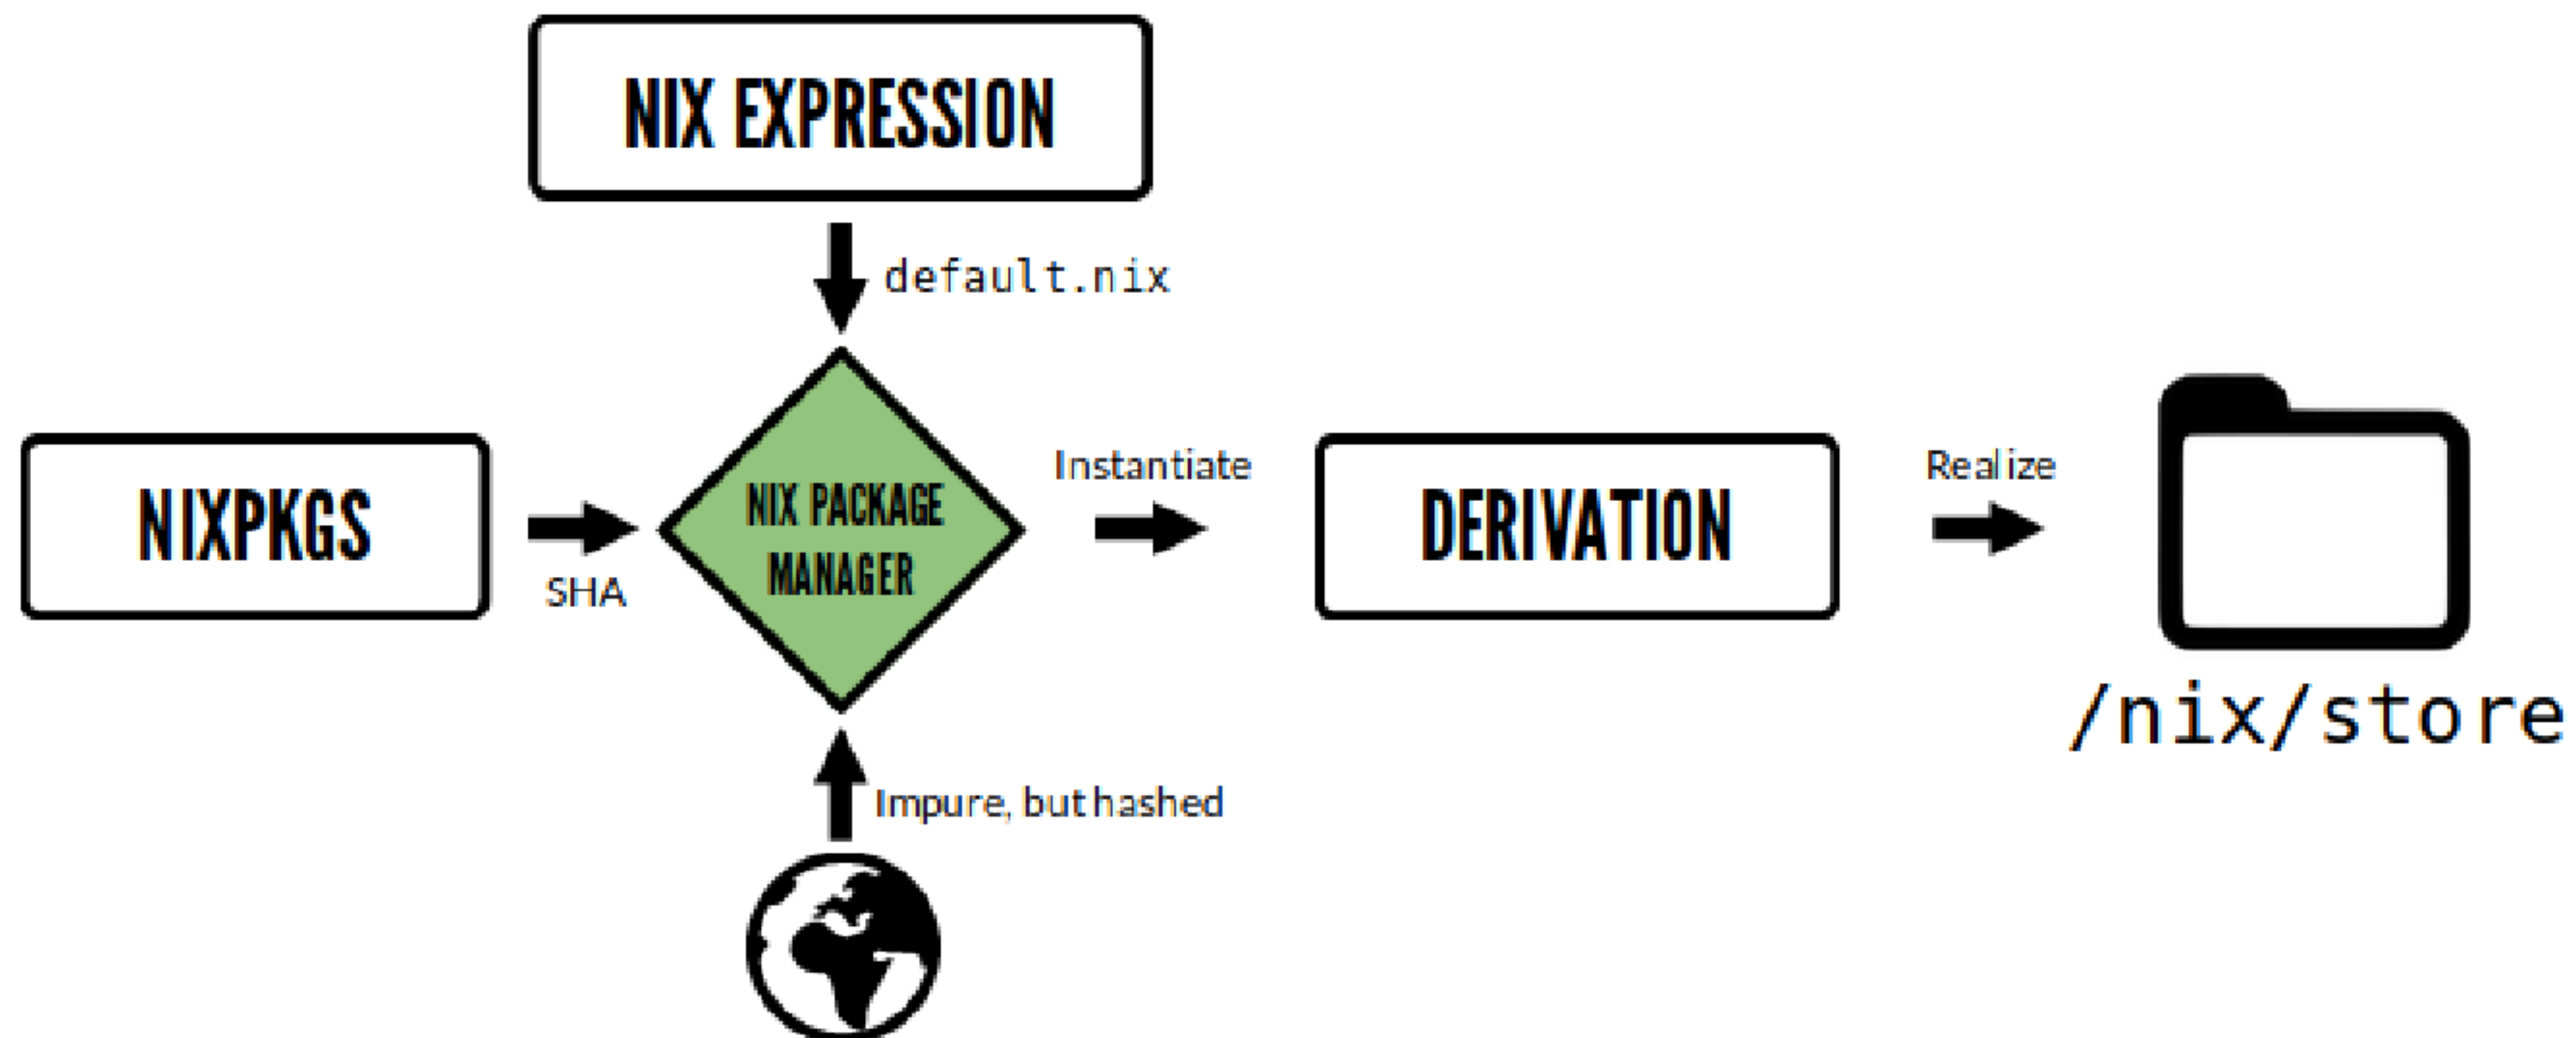 NIX EXPRESSION
default.nix
NIXPKGS
SHA
NIX PACKAGE
MANAGER
Instantiate
DERIVATION
Realize
/nix/store
Impure, but hashed